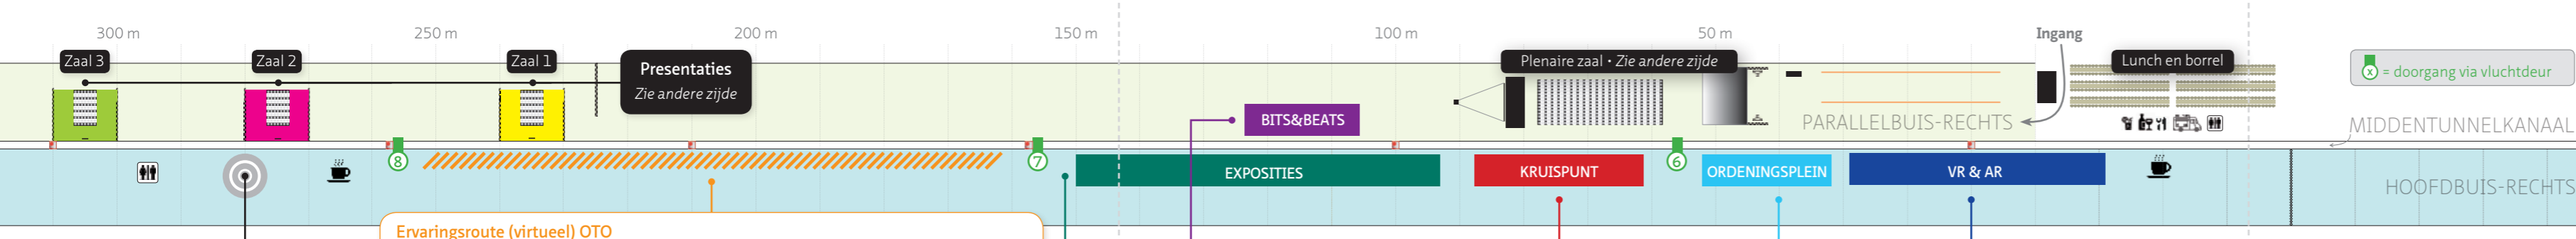 300 m 250 m 200 m 150 m 100 m 50 m Ingang
Zaal 3 Zaal 2 Zaal 1 Plenaire zaal • Zie andere zijde Lunch en borrel
Presentaties
Zie andere zijde
x = doorgang via vluchtdeur
BITS&BEATS
PARALLELBUIS-RECHTS
MIDDENTUNNELKANAAL
8 7 6
EXPOSITIES KRUISPUNT ORDENINGSPLEIN VR & AR
HOOFDBUIS-RECHTS
Ervaringsroute (virtueel) OTO